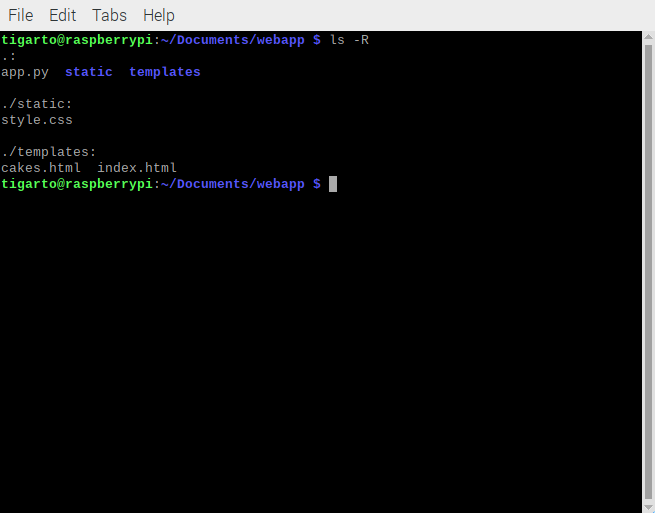 File Edit Tabs Help
tigarto@raspberrypi:~/Documents/webapp $ ls -R
.:
app.py  static  templates
./static:
style.css
./templates:
cakes.html  index.html
tigarto@raspberrypi:~/Documents/webapp $